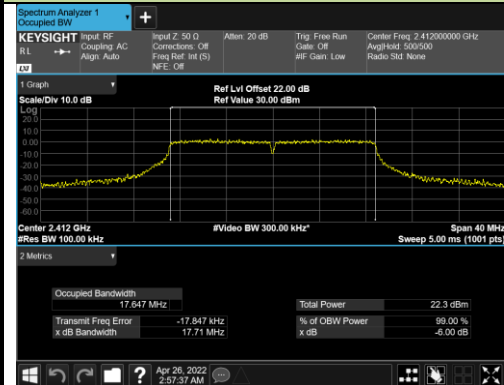 Spectrum Analyzer 1
Occupied BW
+
KEYSIGHT
RL
Input: RF
Coupling: AC
Align: Auto
Input Z: 50 Ω
Corrections: Off
Freq Ref: Int (S)
NFE: Off
Atten: 20 dB
Trig: Free Run
Gate: Off
#IF Gain: Low
Center Freq: 2.412000000 GHz
Avg|Hold: 500/500
Radio Std: None
1 Graph
Scale/Div 10.0 dB
Ref Lvl Offset 22.00 dB
Ref Value 30.00 dBm
Log
20.0
10.0
0.00
-10.0
-20.0
-30.0
-40.0
-50.0
-60.0
Center 2.412 GHz
#Video BW 300.00 kHz*
Span 40 MHz
#Res BW 100.00 kHz
Sweep 5.00 ms (1001 pts)
2 Metrics
Occupied Bandwidth
17.647 MHz
Total Power 22.3 dBm
Transmit Freq Error -17.847 kHz
% of OBW Power 99.00 %
x dB Bandwidth 17.71 MHz
x dB -6.00 dB
?
Apr 26, 2022
2:57:37 AM